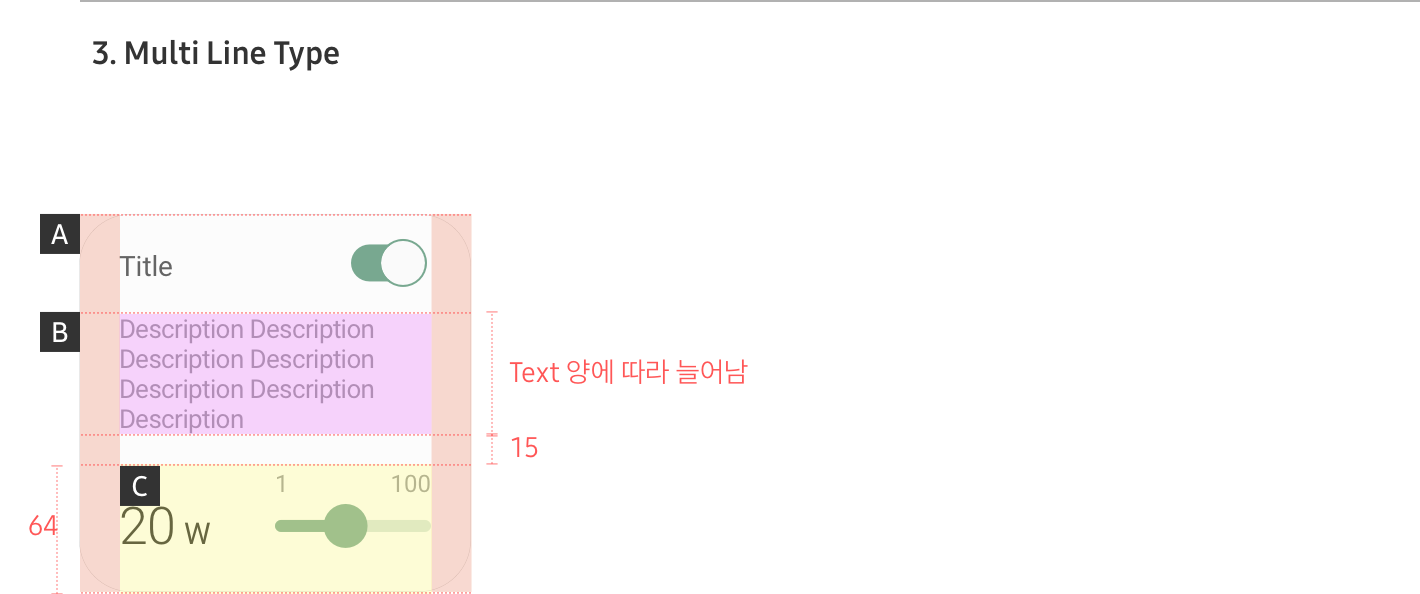 3. Multi Line Type
A
Title
B
Description Description
Description Description
Description Description
Description
Text 양에 따라 늘어남
15
C
1 100
64
20 w